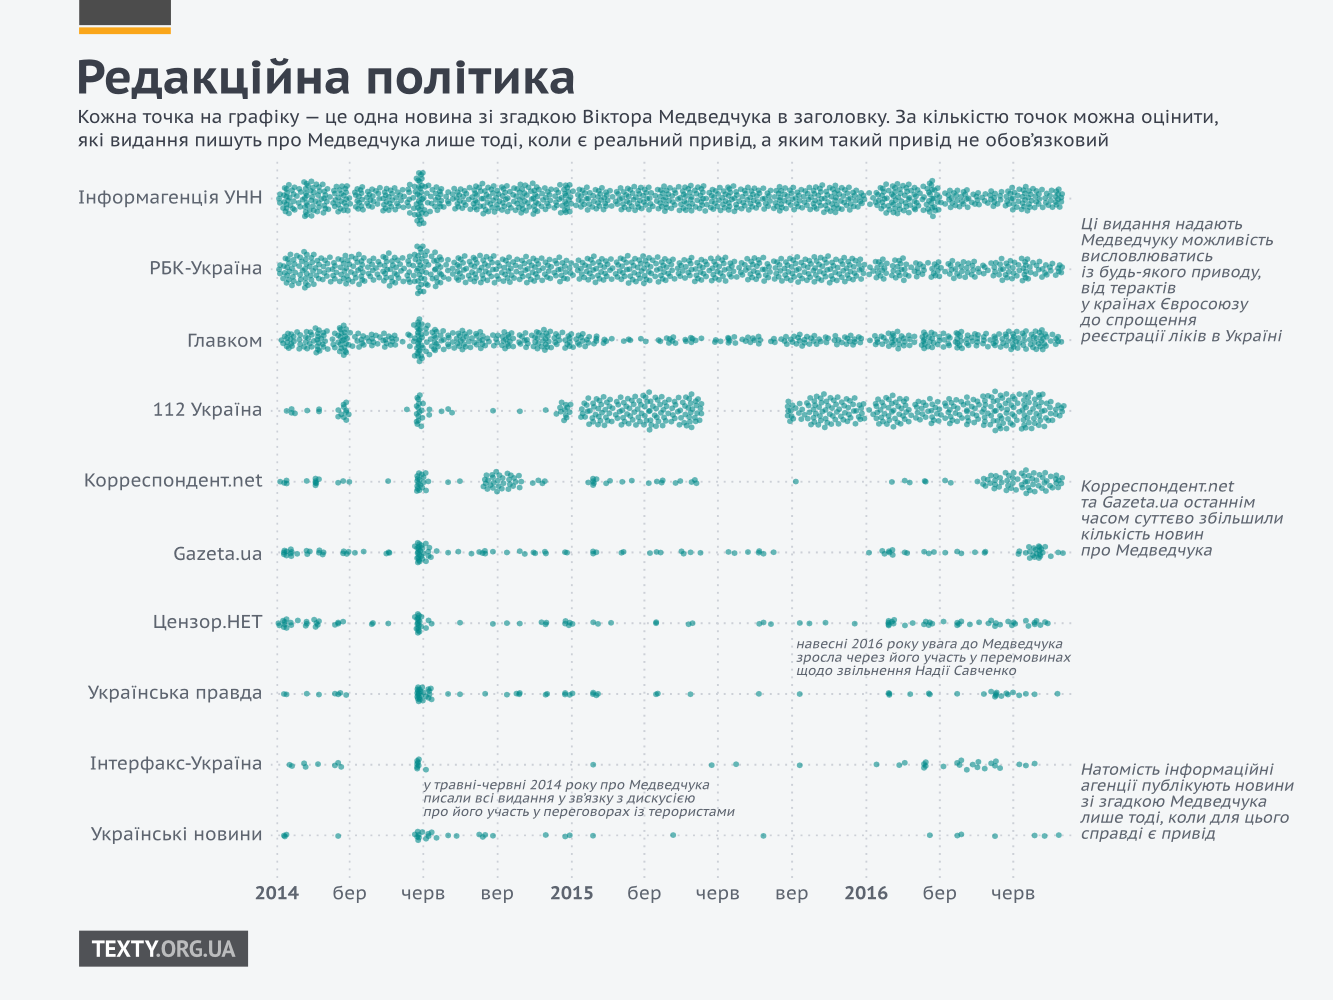 Редакційна політика
Кожна точка на графіку — це одна новина зі згадкою Віктора Медведчука в заголовку. За кількістю точок можна оцінити,
які видання пишуть про Медведчука лише тоді, коли є реальний привід, а яким такий привід не обов'язковий
Інформагенція УНН
Ці видання надають
Медведчуку можливість
висловлюватись
із будь-якого приводу,
від терактів
у країнах Євросоюзу
до спрощення
реєстрації ліків в Україні
РБК-Україна
Главком
112 Україна
Корреспондент.net
Корреспондент.net
та Gazeta.ua останнім
часом суттєво збільшили
кількість новин
про Медведчука
Gazeta.ua
Цензор.НЕТ
навесні 2016 року увага до Медведчука
зросла через його участь у перемовинах
щодо звільнення Надії Савченко
Українська правда
Інтерфакс-Україна
у травні-червні 2014 року про Медведчука
писали всі видання у зв'язку з дискусією
про його участь у переговорах із терористами
Натомість інформаційні
агенції публікують новини
зі згадкою Медведчука
лише тоді, коли для цього
справді є привід
Українські новини
2014 бер черв вер 2015 бер черв вер 2016 бер черв
TEXTY.ORG.UA